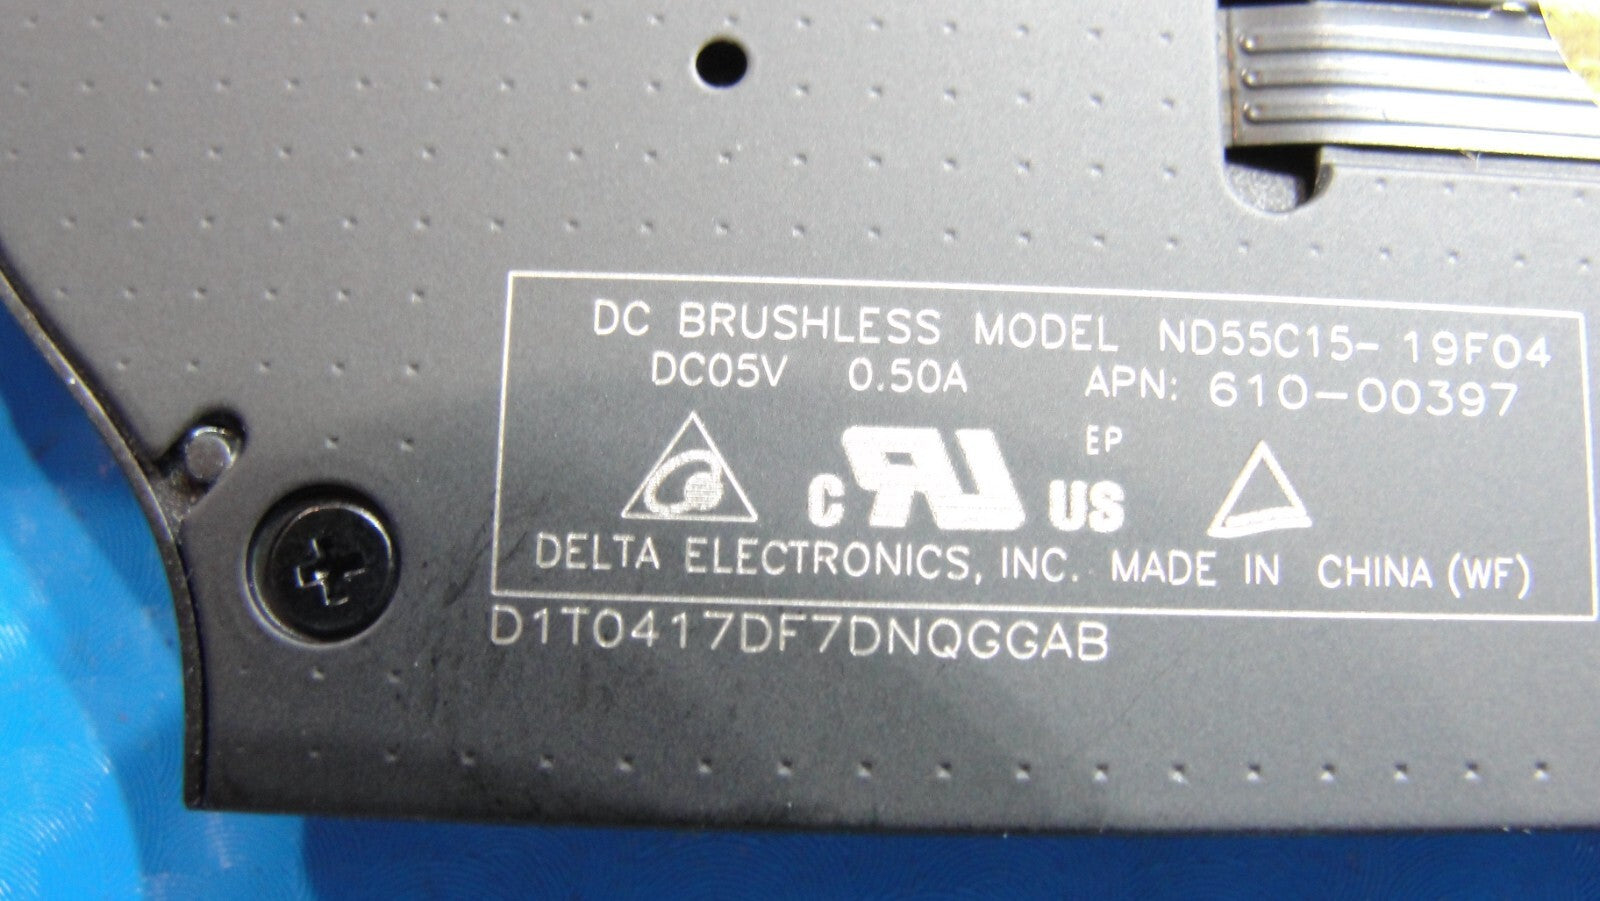 DC BRUSHLESS MODEL ND55C15-19F04
DC05V 0.50A APN: 610-00397
EP
C RU US
DELTA ELECTRONICS, INC. MADE IN CHINA (WF)
D1T0417DF7DNQGGAB